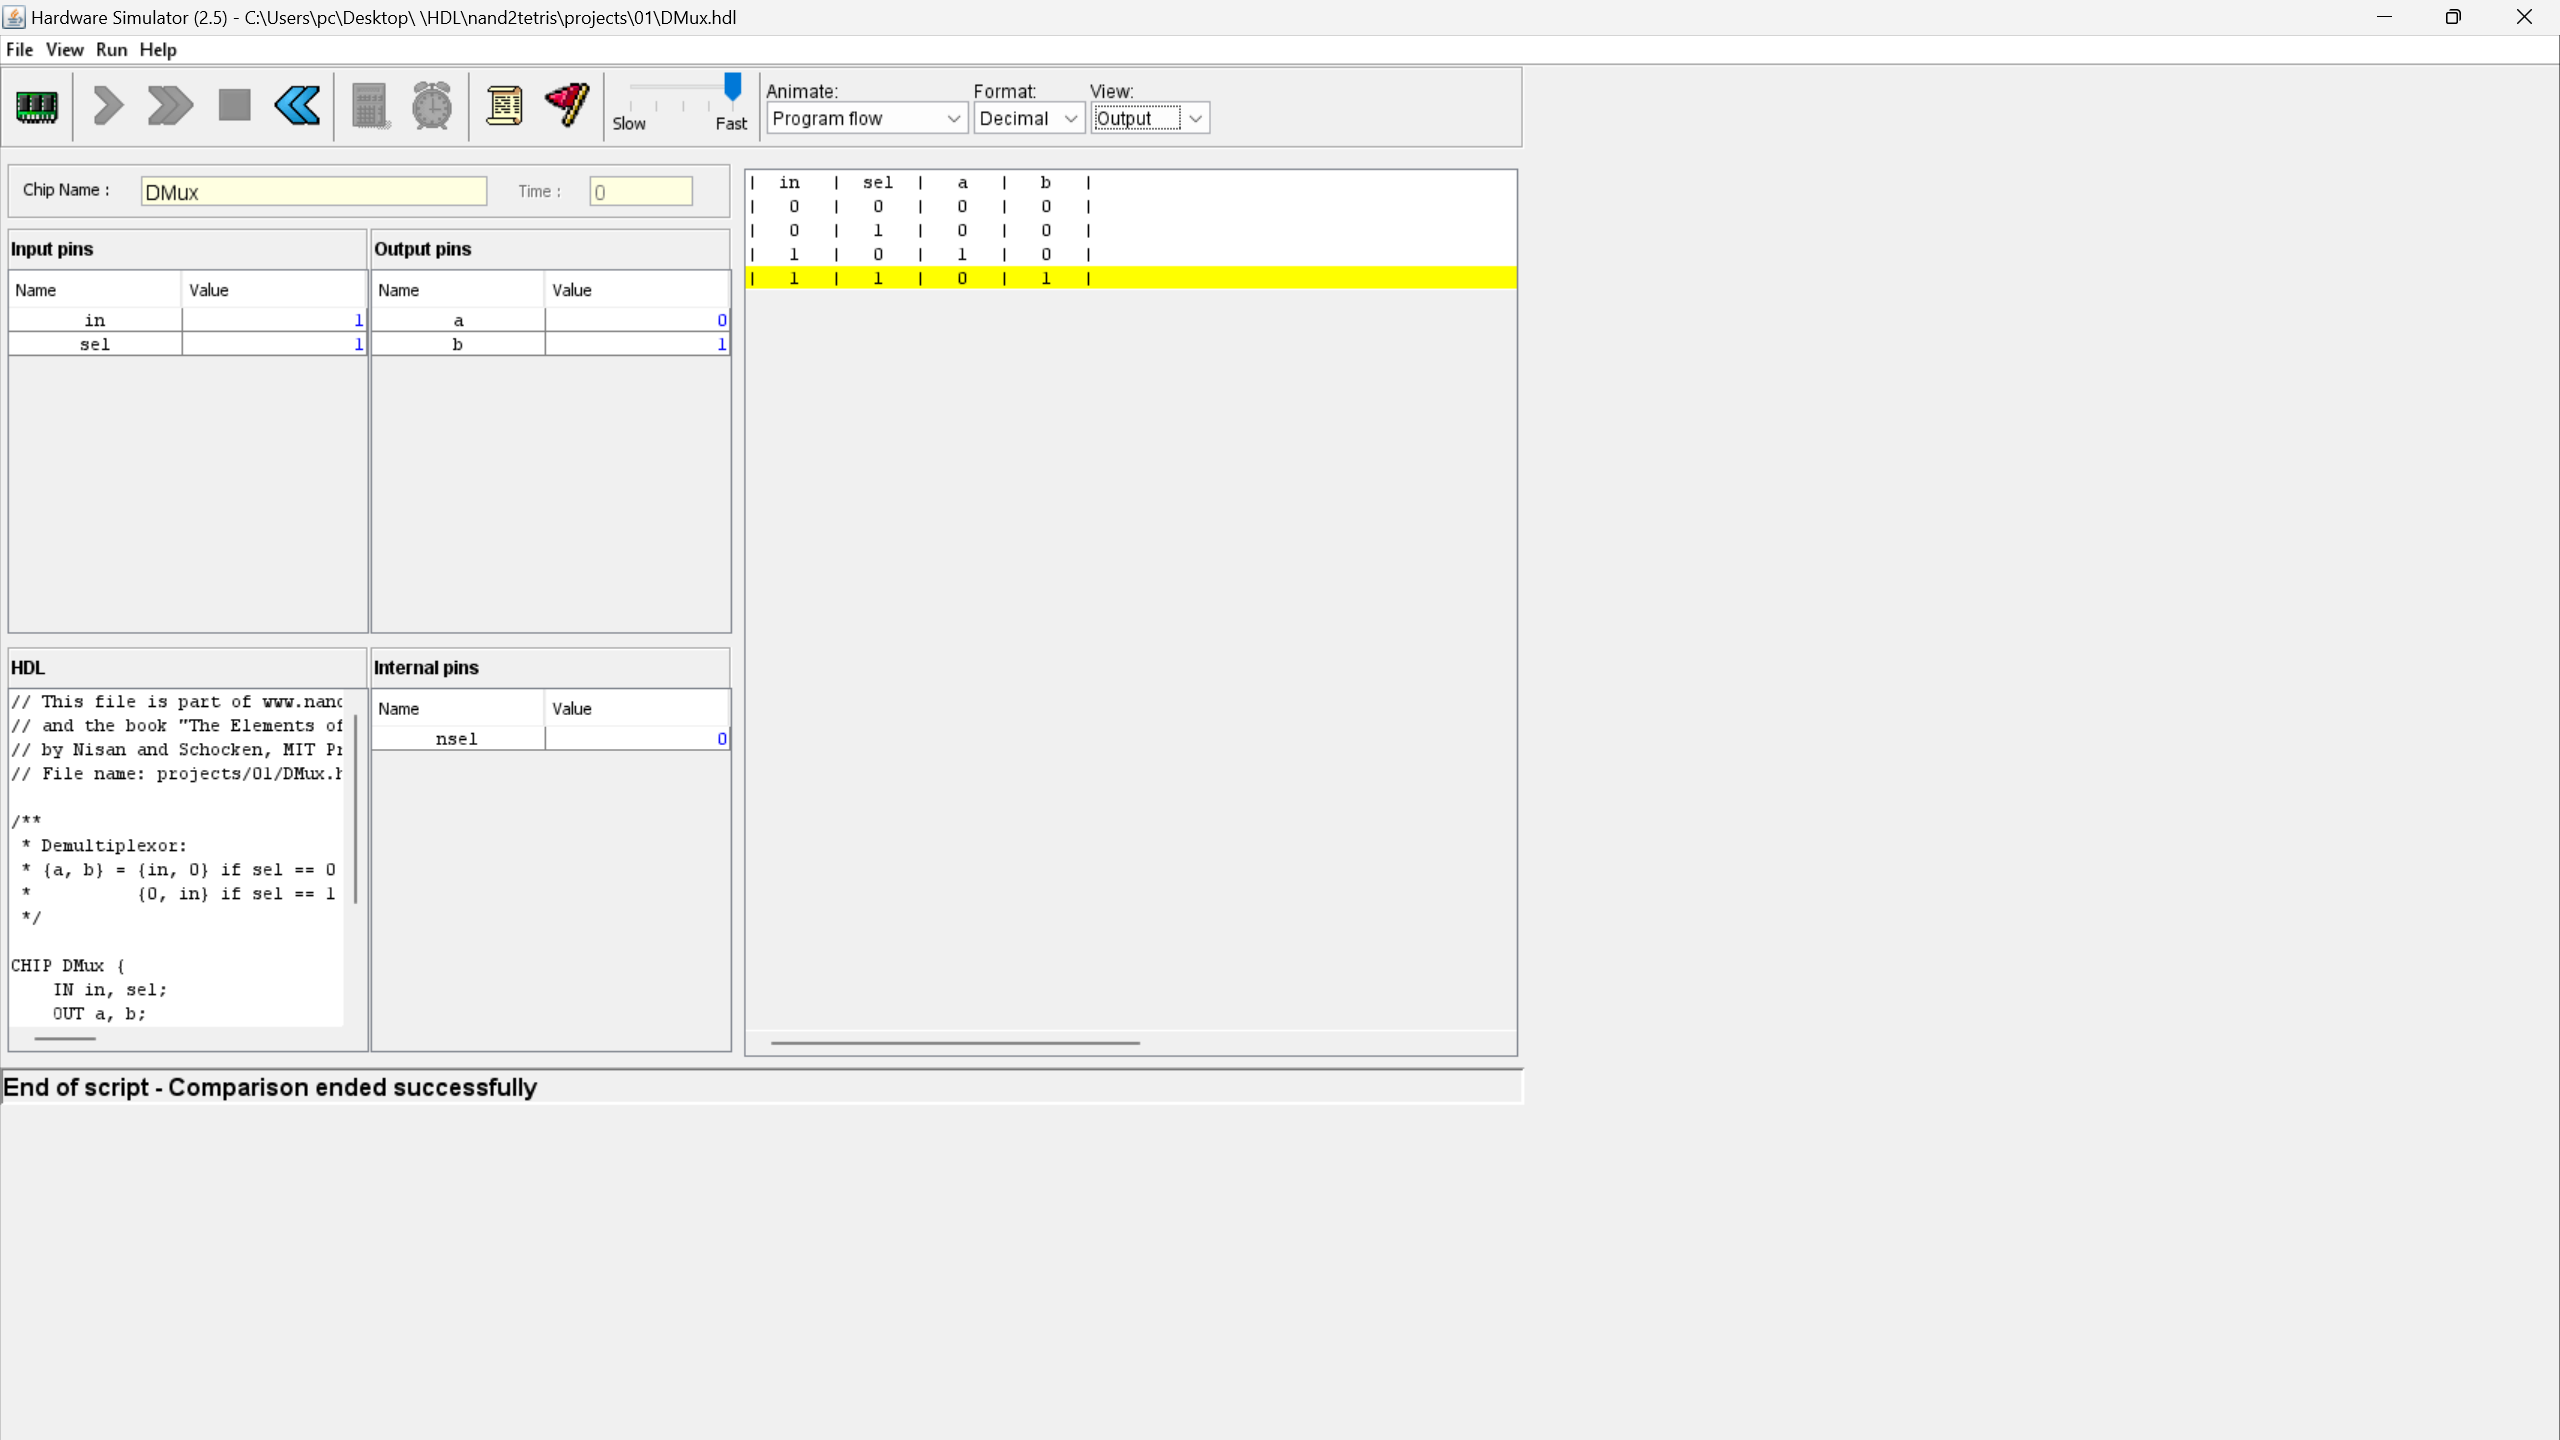 Hardware Simulator (2.5) - C:\Users\pc\Desktop\ \HDL\nand2tetris\projects\01\DMux.hdl
File View Run Help
Slow Fast
Animate: Format: View:
Program flow Decimal Output
Chip Name : DMux Time : 0
Input pins
Name Value
in 1
sel 1
Output pins
Name Value
a 0
b 1
HDL
// This file is part of www.nand
// and the book "The Elements of
// by Nisan and Schocken, MIT Pr
// File name: projects/01/DMux.h
/**
* Demultiplexor:
* {a, b} = {in, 0} if sel == 0
* {0, in} if sel == 1
*/
CHIP DMux {
IN in, sel;
OUT a, b;
Internal pins
Name Value
nsel 0
| in | sel | a | b |
| 0 | 0 | 0 | 0 |
| 0 | 1 | 0 | 0 |
| 1 | 0 | 1 | 0 |
| 1 | 1 | 0 | 1 |
End of script - Comparison ended successfully